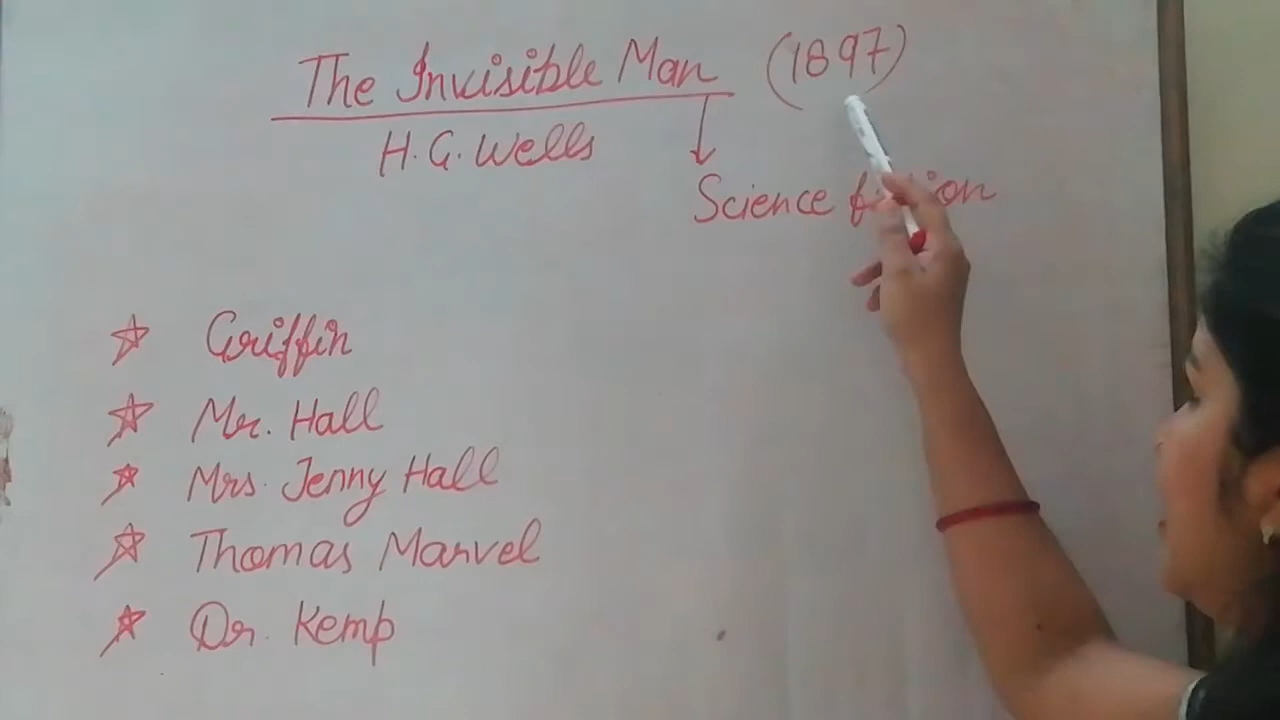 The Invisible Man (1897)
H.G. Wells
Science fiction
Griffin
Mr. Hall
Mrs. Jenny Hall
Thomas Marvel
Dr. Kemp